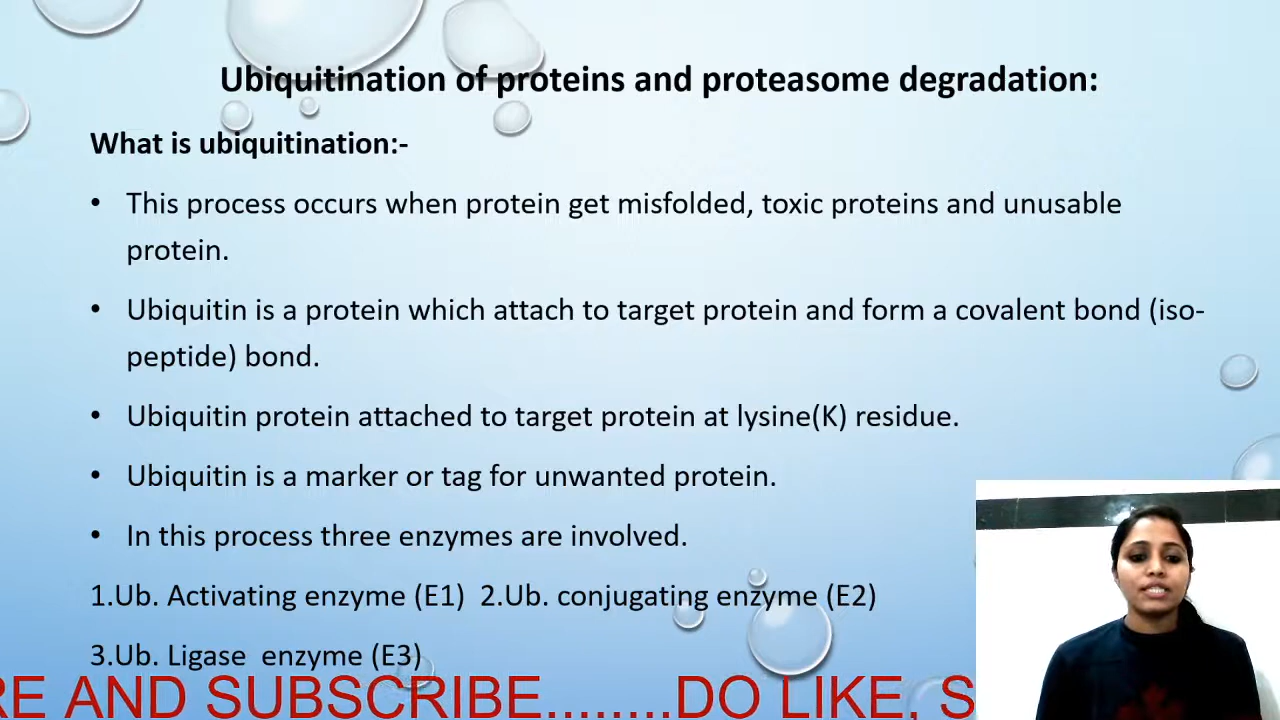 Ubiquitination of proteins and proteasome degradation:
What is ubiquitination:-
• This process occurs when protein get misfolded, toxic proteins and unusable
protein.
• Ubiquitin is a protein which attach to target protein and form a covalent bond (iso-
peptide) bond.
• Ubiquitin protein attached to target protein at lysine(K) residue.
• Ubiquitin is a marker or tag for unwanted protein.
• In this process three enzymes are involved.
1.Ub. Activating enzyme (E1) 2.Ub. conjugating enzyme (E2)
3.Ub. Ligase enzyme (E3)
RE AND SUBSCRIBE........DO LIKE, S